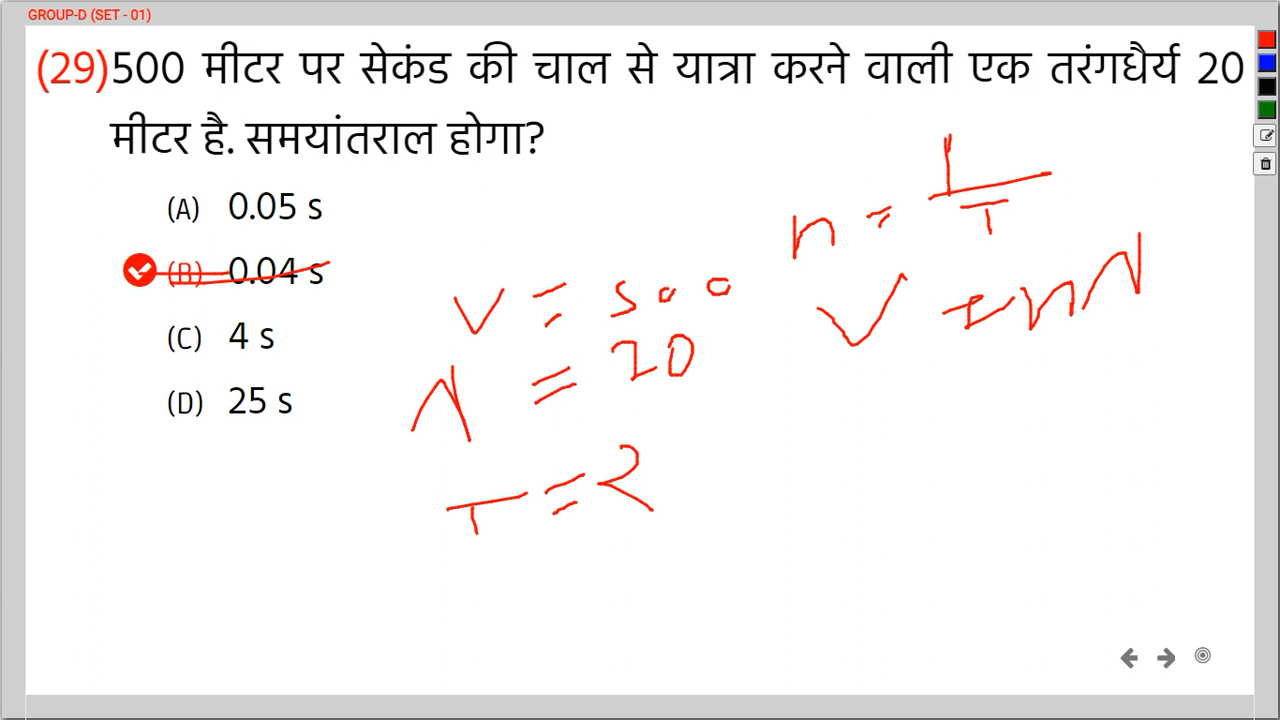 GROUP-D (SET - 01)
(29)500 मीटर पर सेकंड की चाल से यात्रा करने वाली एक तरंगधैर्य 20
मीटर है. समयांतराल होगा?
(A) 0.05 s
(B) 0.04 s
(C) 4 s
(D) 25 s
n = 1/T
V = nλ
V = 500
λ = 20
T = ?